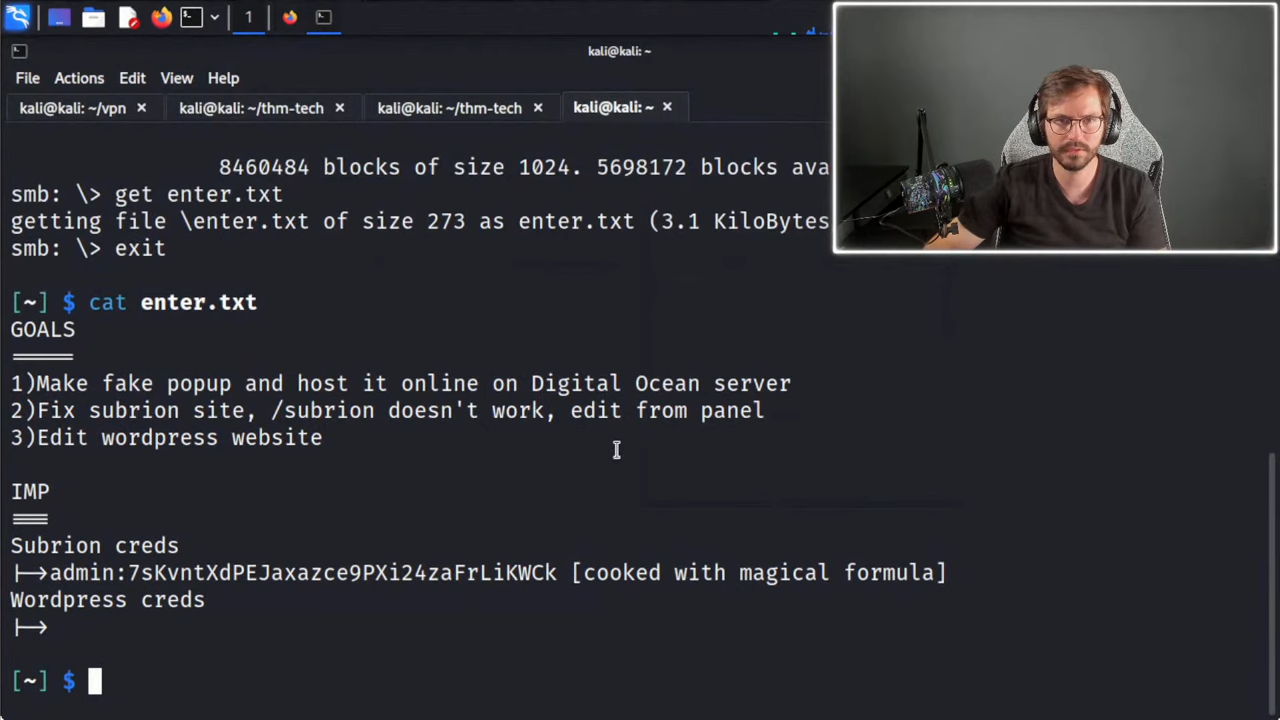 1
kali@kali: ~
File Actions Edit View Help
kali@kali: ~/vpn kali@kali: ~/thm-tech kali@kali: ~/thm-tech kali@kali: ~
8460484 blocks of size 1024. 5698172 blocks ava
smb: \> get enter.txt
getting file \enter.txt of size 273 as enter.txt (3.1 KiloBytes
smb: \> exit
[~] $ cat enter.txt
GOALS
=======
1)Make fake popup and host it online on Digital Ocean server
2)Fix subrion site, /subrion doesn't work, edit from panel
3)Edit wordpress website
IMP
===
Subrion creds
|->admin:7sKvntXdPEJaxazce9PXi24zaFrLiKWCk [cooked with magical formula]
Wordpress creds
|->
[~] $